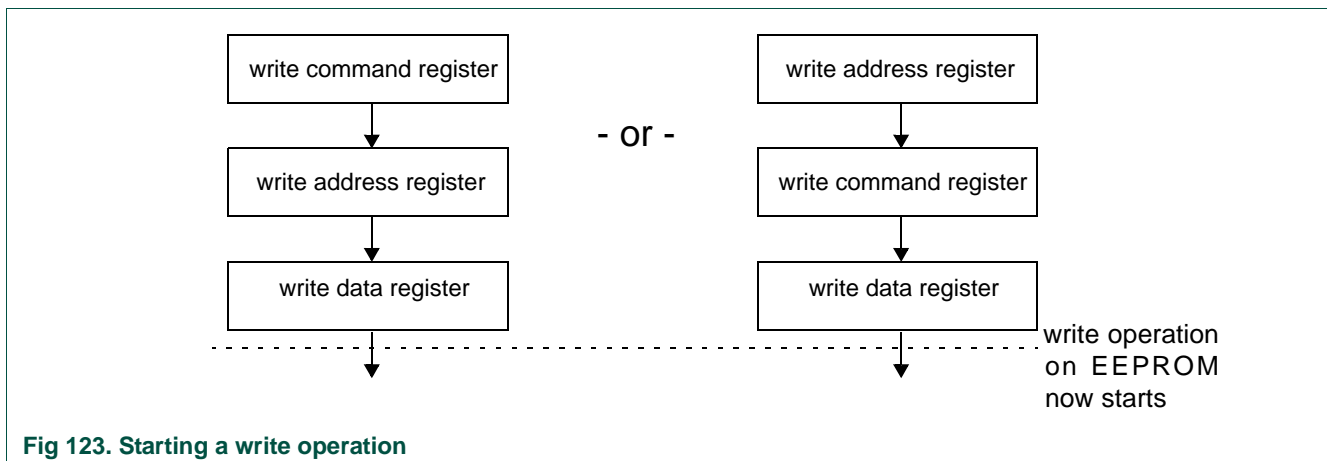 write command register
write address register
write data register
- or -
write address register
write command register
write data register
write operation
on EEPROM
now starts
Fig 123. Starting a write operation